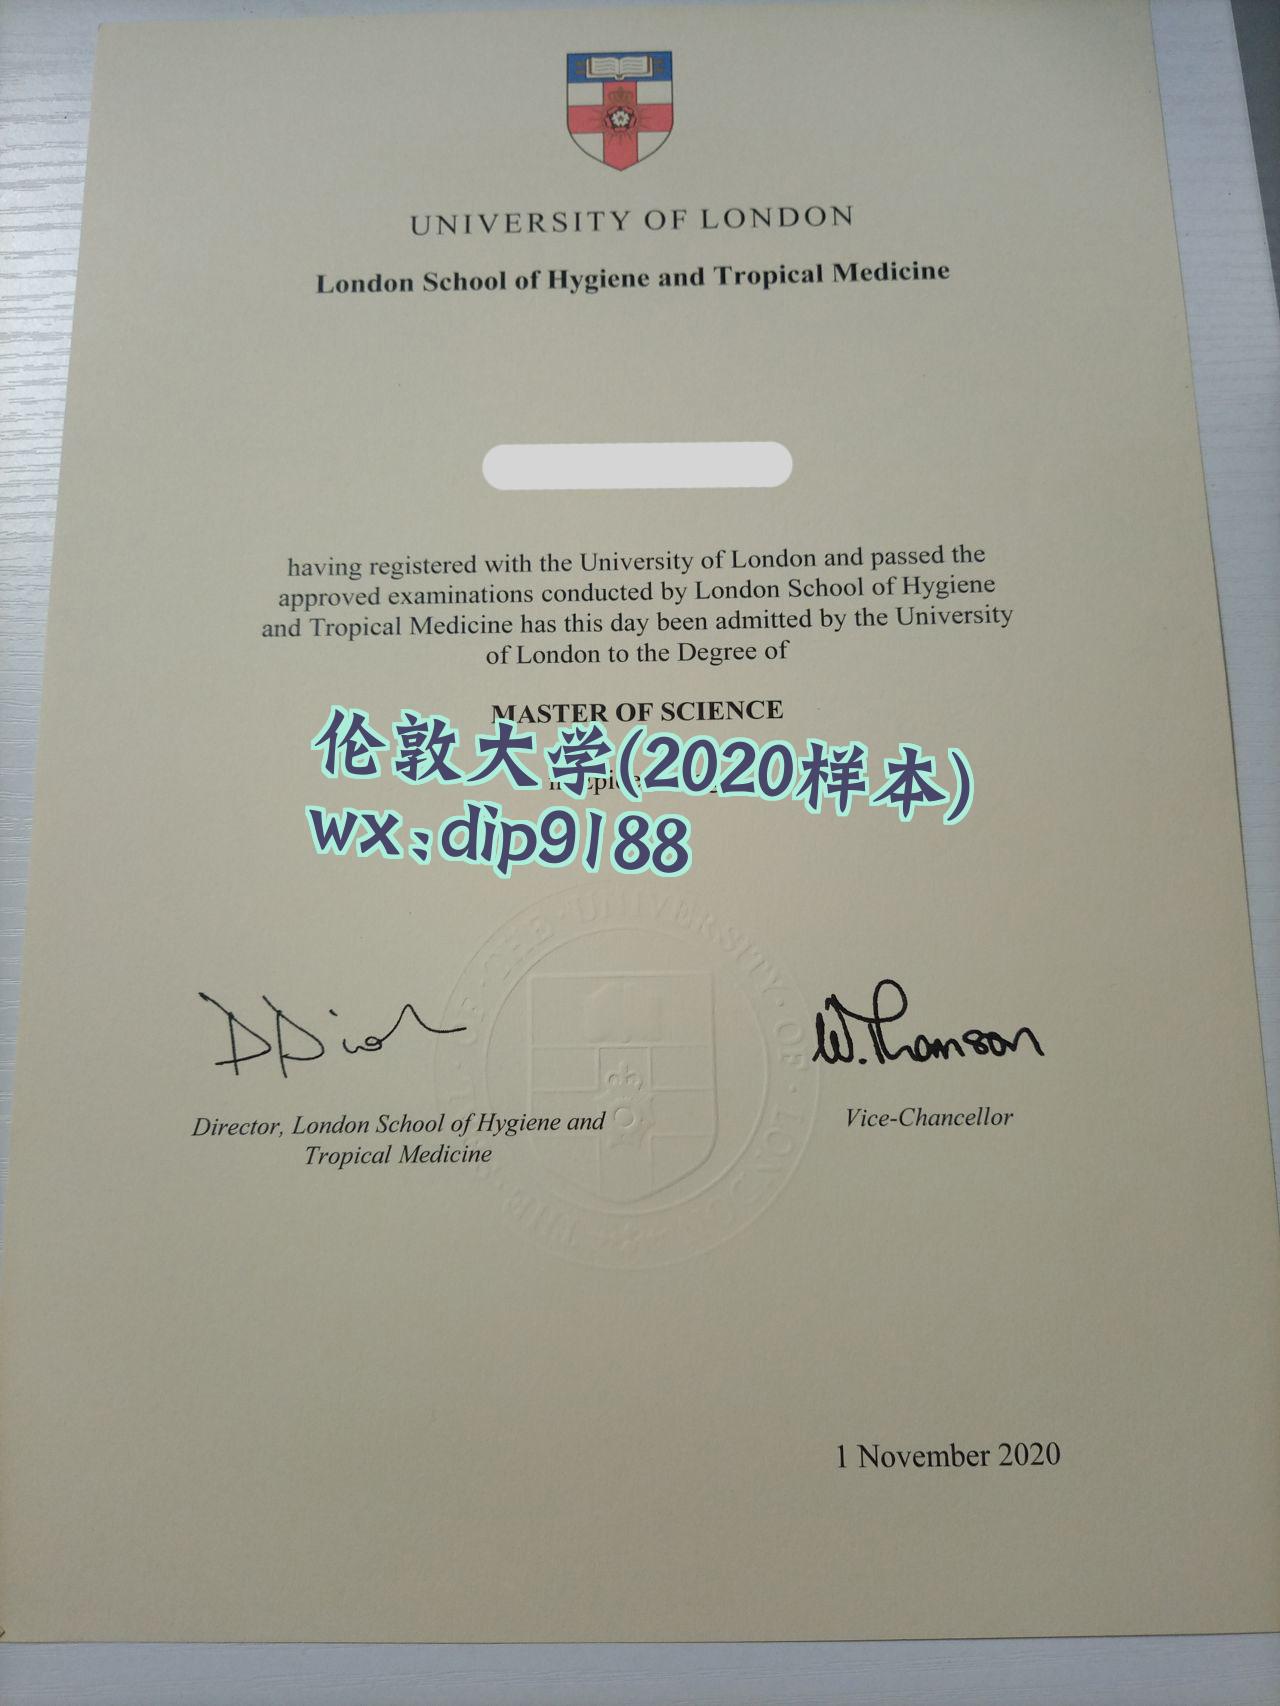 UNIVERSITY OF LONDON
London School of Hygiene and Tropical Medicine
having registered with the University of London and passed the
approved examinations conducted by London School of Hygiene
and Tropical Medicine has this day been admitted by the University
of London to the Degree of
MASTER OF SCIENCE
伦敦大学(2020样本)
wx:dip9188
W. Thomson
Director, London School of Hygiene and
Tropical Medicine
Vice-Chancellor
1 November 2020